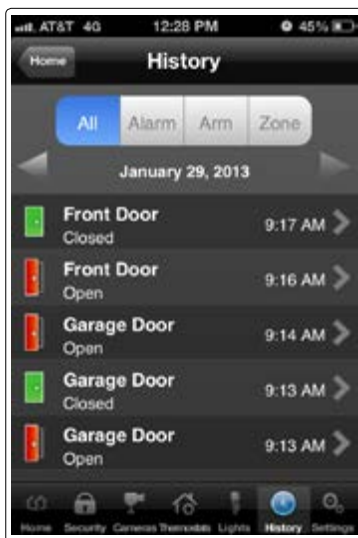 AT&T 4G 12:28 PM 45%
Home History
All Alarm Arm Zone
January 29, 2013
Front Door
9:17 AM
Closed
Front Door
9:16 AM
Open
Garage Door
9:14 AM
Open
Garage Door
9:13 AM
Closed
Garage Door
9:13 AM
Open
Home Security Cameras Thermostats Lights History Settings